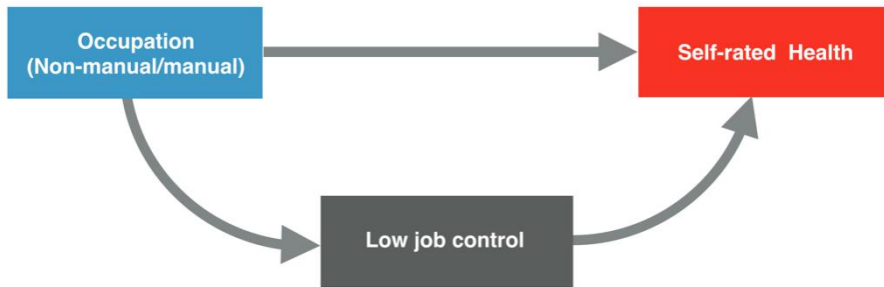 Occupation
(Non-manual/manual)
Self-rated Health
Low job control